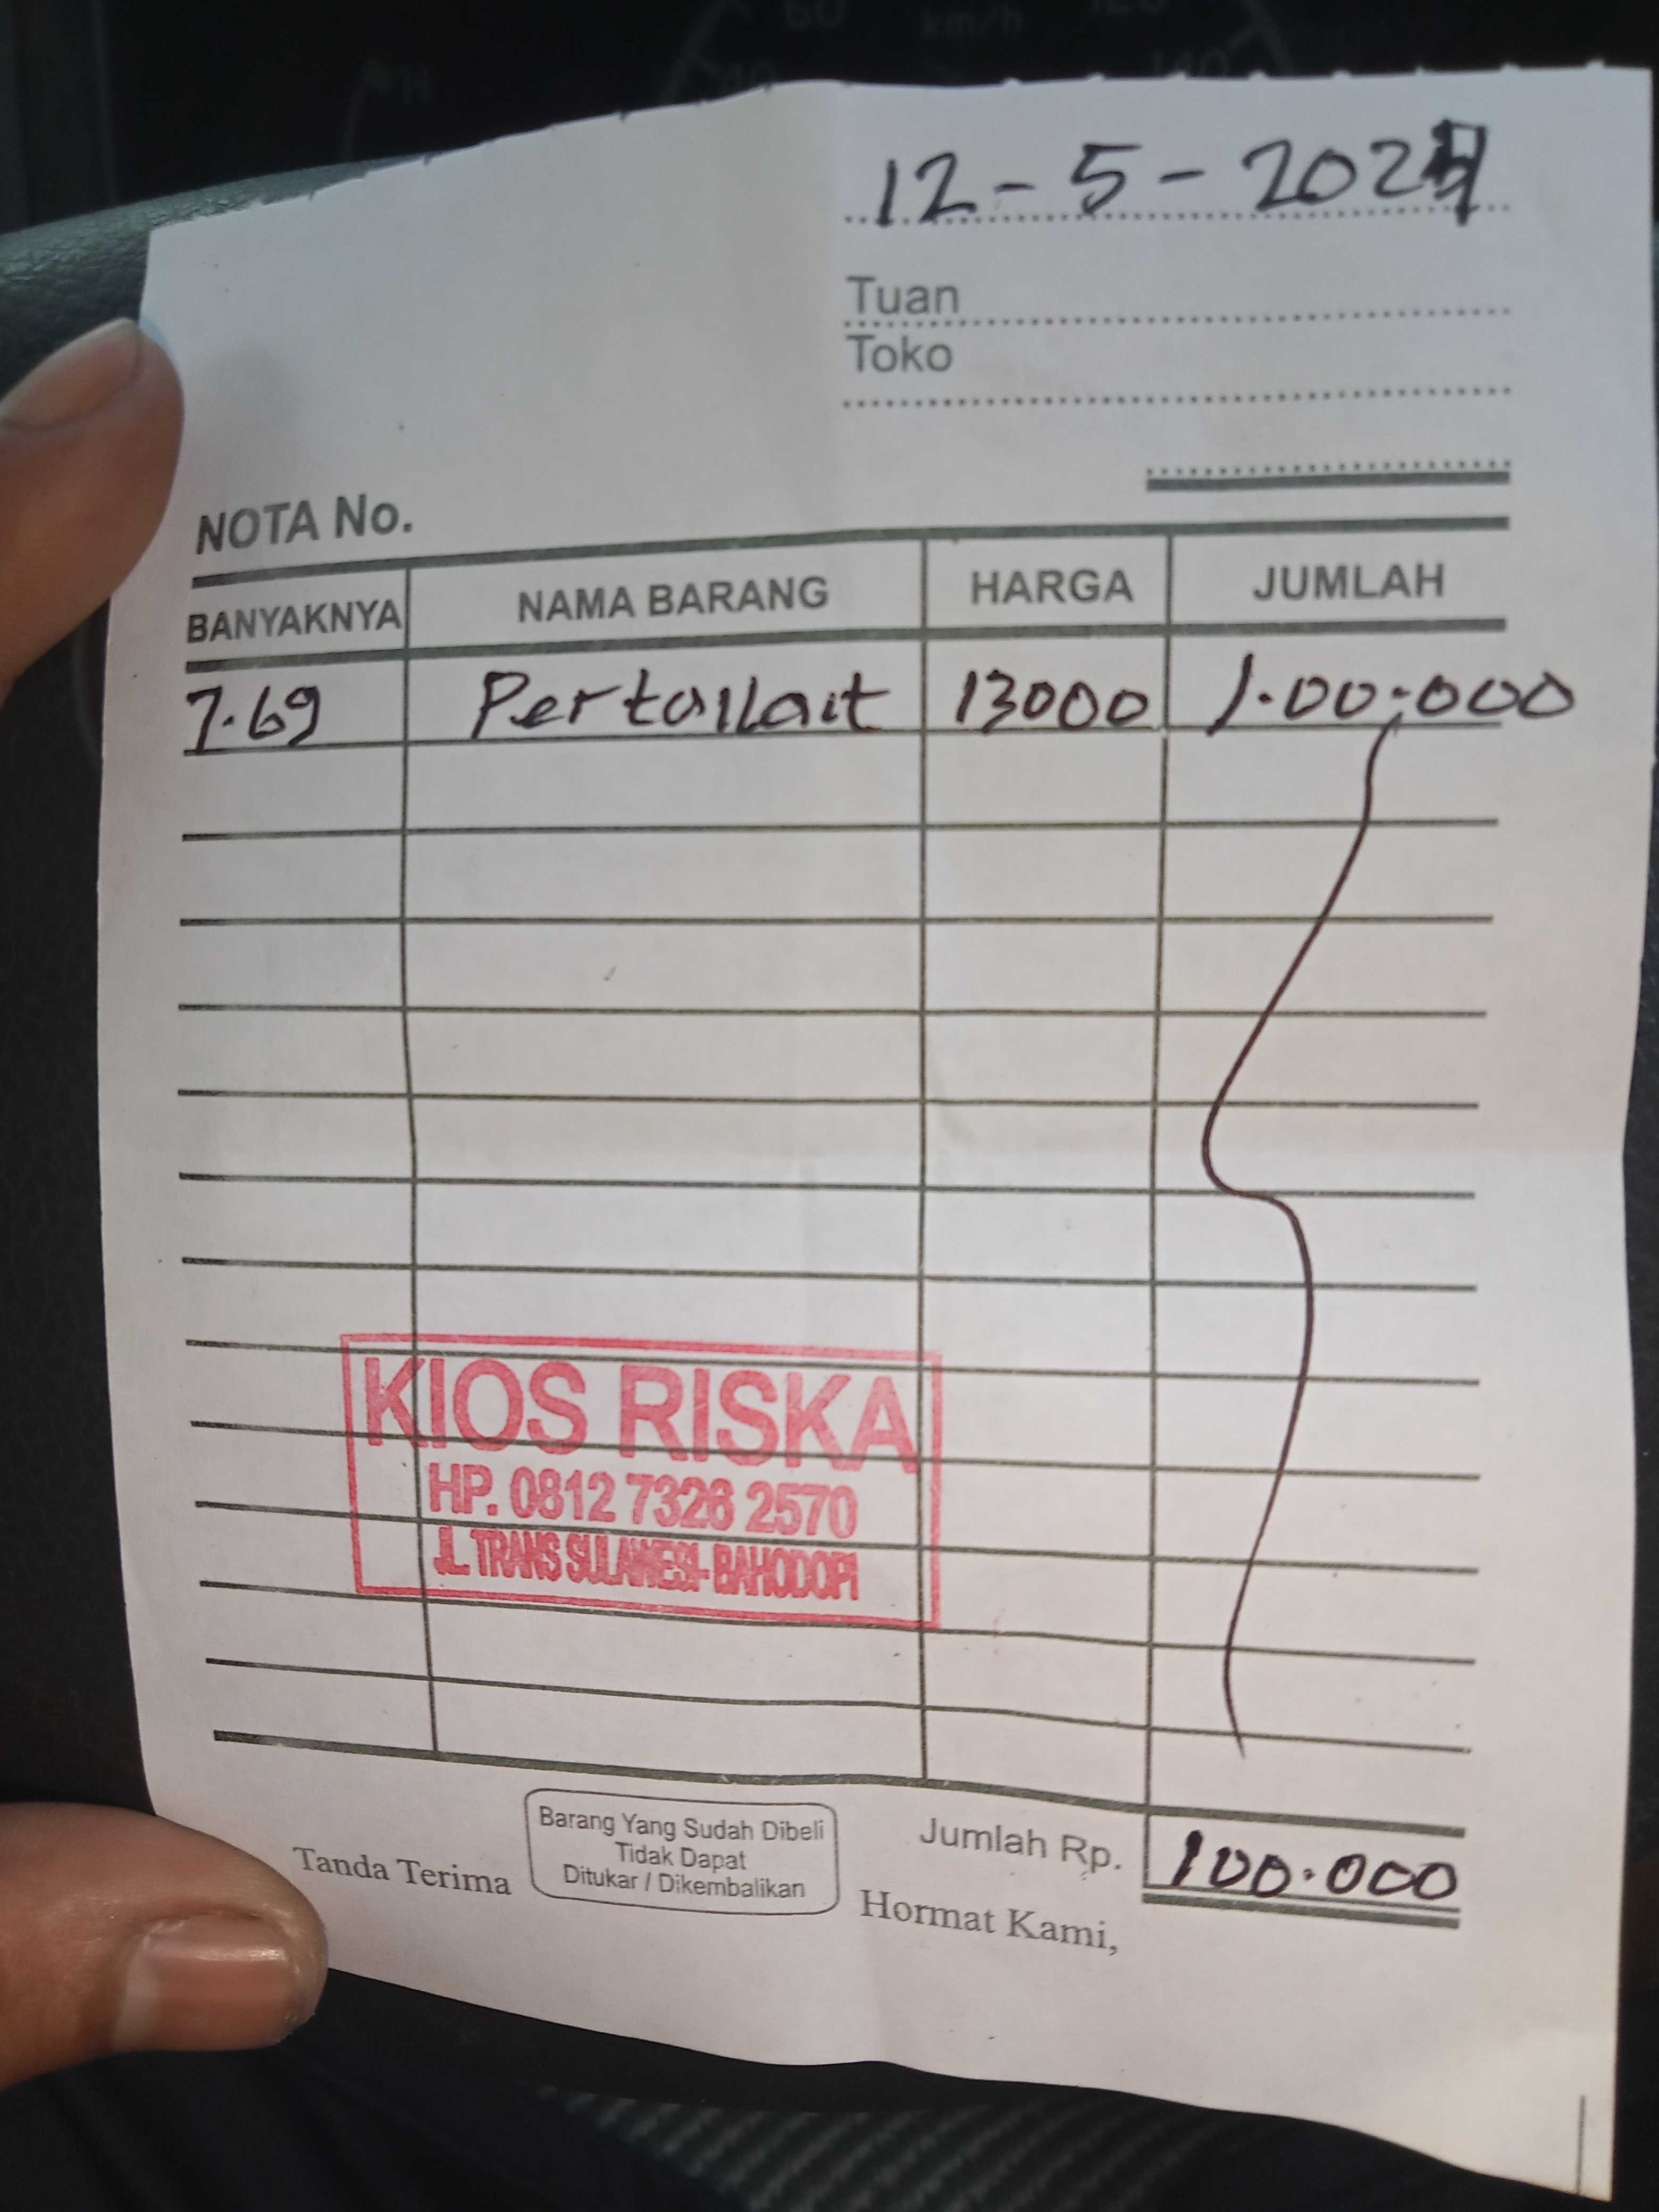 12-5-202
Tuan
Toko
NOTA No.
BANYAKNYA NAMA BARANG HARGA JUMLAH
7.69 Pertallait 13000 1.00.000
KIOS RISKA
HP. 0812 7326 2570
JL. TRANS SULAWESI- BAHODOPI
Tanda Terima
Barang Yang Sudah Dibeli
Tidak Dapat
Ditukar / Dikembalikan
Jumlah Rp. 100.000
Hormat Kami,